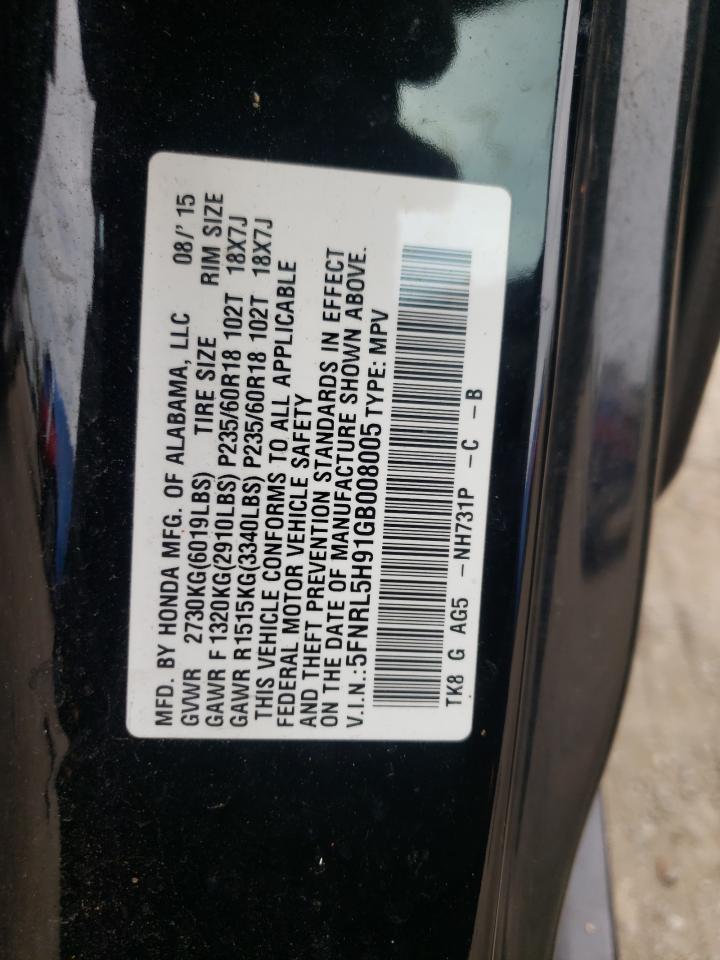 MFD. BY HONDA MFG. OF ALABAMA, LLC 08/' 15
GVWR 2730KG(6019LBS) TIRE SIZE RIM SIZE
GAWR F 1320KG(2910LBS) P235/60R18 102T 18X7J
GAWR R1515KG(3340LBS) P235/60R18 102T 18X7J
THIS VEHICLE CONFORMS TO ALL APPLICABLE
FEDERAL MOTOR VEHICLE SAFETY
AND THEFT PREVENTION STANDARDS IN EFFECT
ON THE DATE OF MANUFACTURE SHOWN ABOVE.
V.I.N.:5FNRL5H91GB008005 TYPE: MPV
TK8 G AG5 -NH731P -C -B